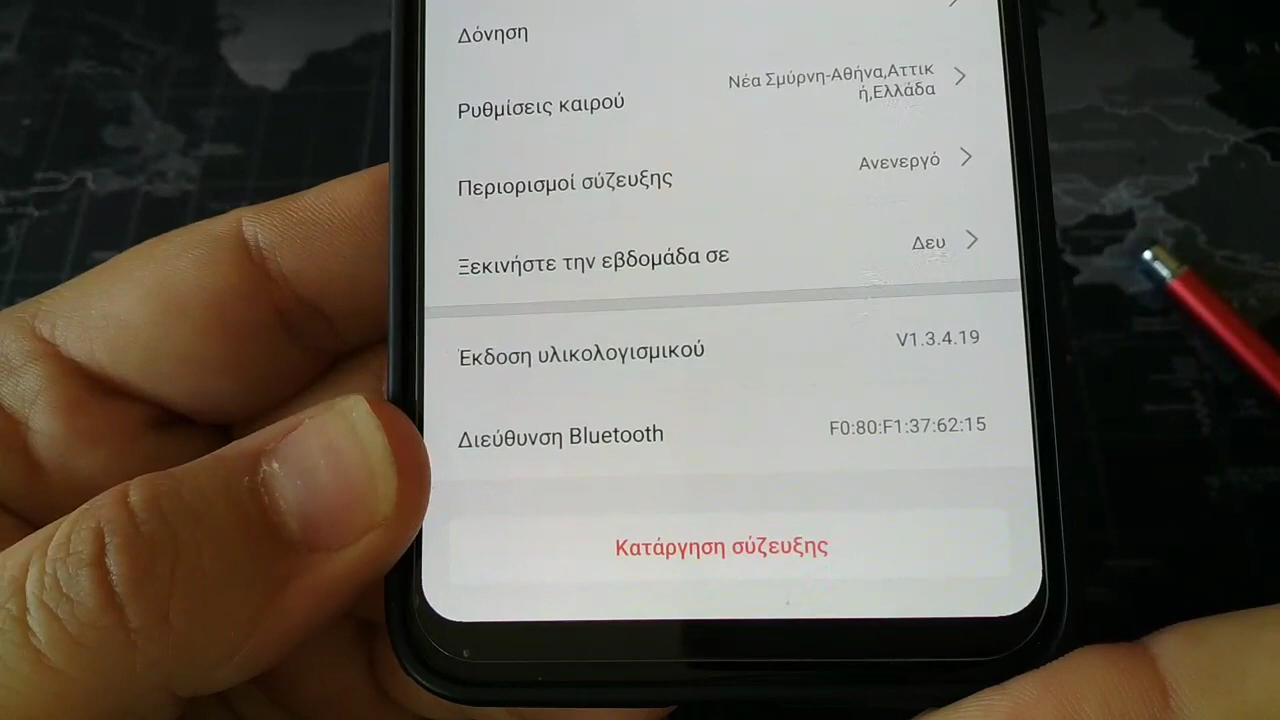 Δόνηση
Ρυθμίσεις καιρού
Νέα Σμύρνη-Αθήνα,Αττικ
ή,Ελλάδα
Περιορισμοί σύζευξης
Ανενεργό
Ξεκινήστε την εβδομάδα σε
Δευ
Έκδοση υλικολογισμικού
V1.3.4.19
Διεύθυνση Bluetooth
F0:80:F1:37:62:15
Κατάργηση σύζευξης